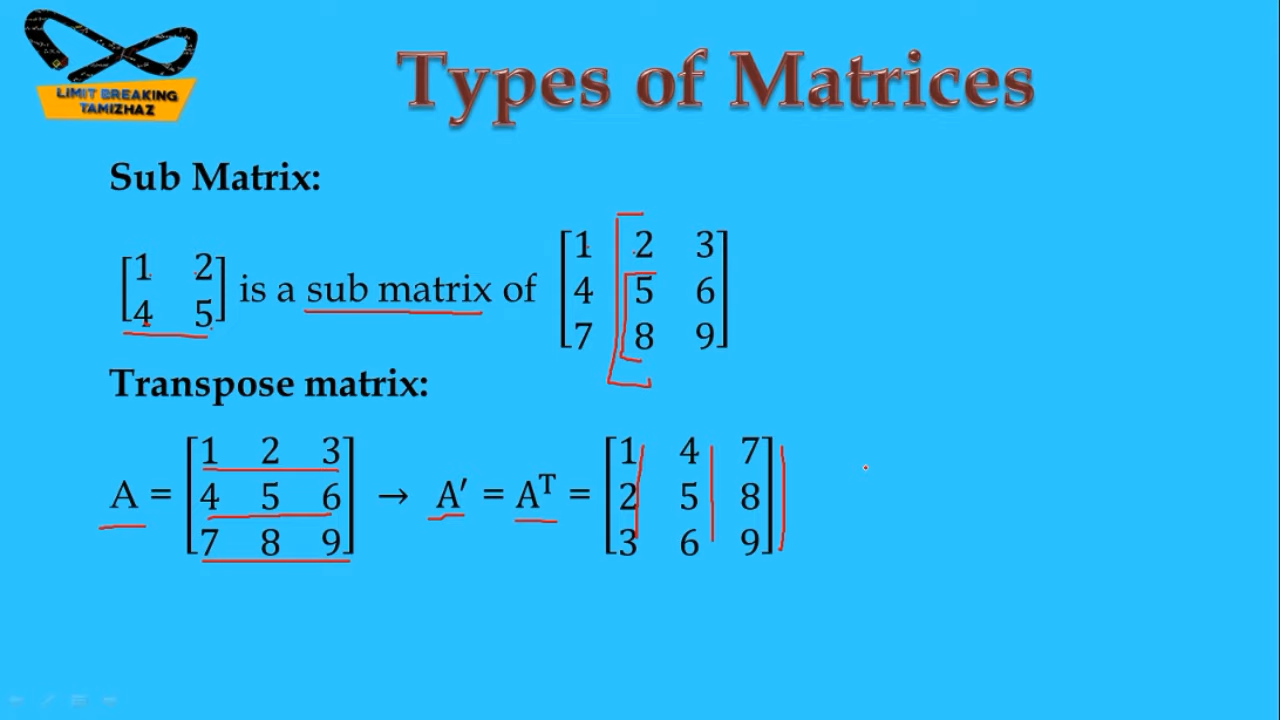 LIMIT BREAKING
TAMIZHAZ
Types of Matrices
Sub Matrix:
[1 2
4 5] is a sub matrix of [1 2 3
4 5 6
7 8 9]
Transpose matrix:
A = [1 2 3
4 5 6
7 8 9] → A′ = Aᵀ = [1 4 7
2 5 8
3 6 9]